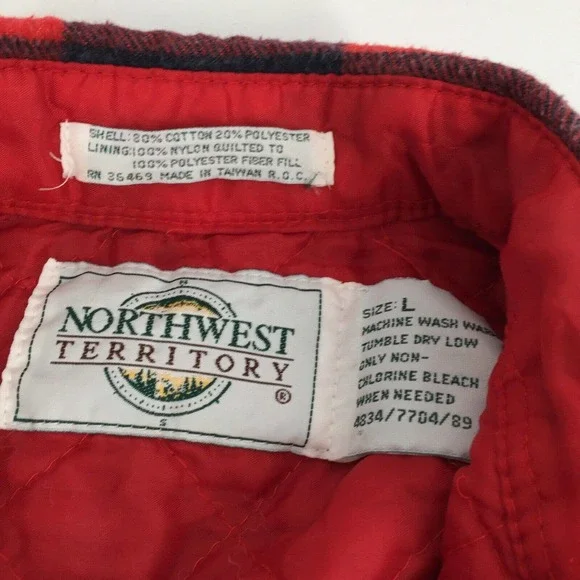 SHELL: 80% COTTON 20% POLYESTER
LINING: 100% NYLON QUILTED TO
100% POLYESTER FIBER FILL
RN 36469 MADE IN TAIWAN R.O.C.
N
NORTHWEST
TERRITORY
®
S
SIZE: L
MACHINE WASH
TUMBLE DRY LOW
ONLY NON-
CHLORINE BLEACH
WHEN NEEDED
4834/7704/89